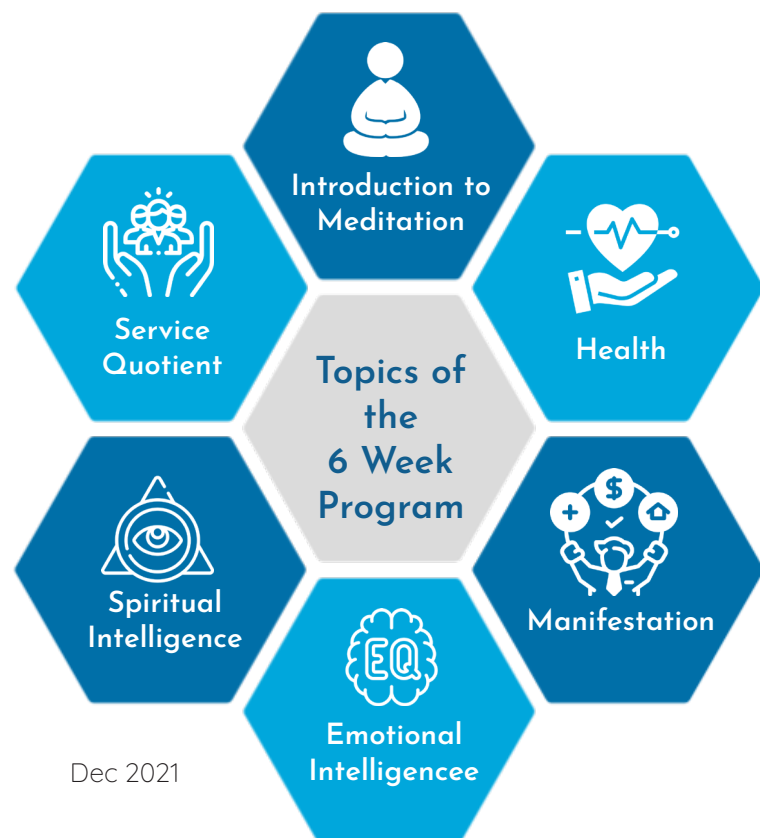 Introduction to
Meditation
Service
Quotient
Health
Topics of
the
6 Week
Program
$
Spiritual
Intelligence
Manifestation
EQ
Emotional
Intelligencee
Dec 2021